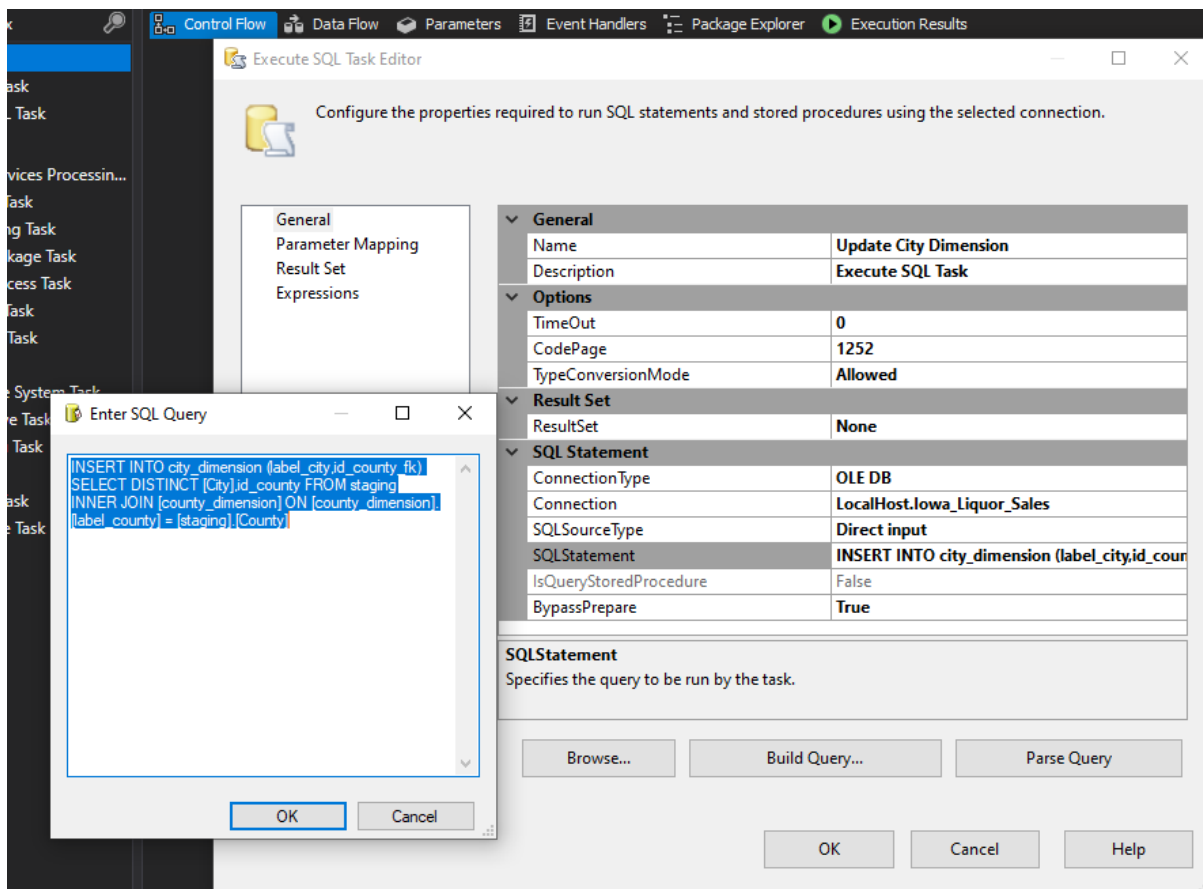 Control Flow Data Flow Parameters Event Handlers Package Explorer Execution Results
Execute SQL Task Editor
Configure the properties required to run SQL statements and stored procedures using the selected connection.
ask
Task
vices Processin...
Task
ng Task
kage Task
cess Task
Task
Task
System Task
ve Task
Task
ask
e Task
General
Parameter Mapping
Result Set
Expressions
General
Name Update City Dimension
Description Execute SQL Task
Options
TimeOut 0
CodePage 1252
TypeConversionMode Allowed
Result Set
ResultSet None
SQL Statement
ConnectionType OLE DB
Connection LocalHost.Iowa_Liquor_Sales
SQLSourceType Direct input
SQLStatement INSERT INTO city_dimension (label_city,id_coun
IsQueryStoredProcedure False
BypassPrepare True
SQLStatement
Specifies the query to be run by the task.
Browse... Build Query... Parse Query
OK Cancel Help
Enter SQL Query
INSERT INTO city_dimension (label_city,id_county_fk)
SELECT DISTINCT [City],id_county FROM staging
INNER JOIN [county_dimension] ON [county_dimension].
[label_county] = [staging].[County]
OK Cancel